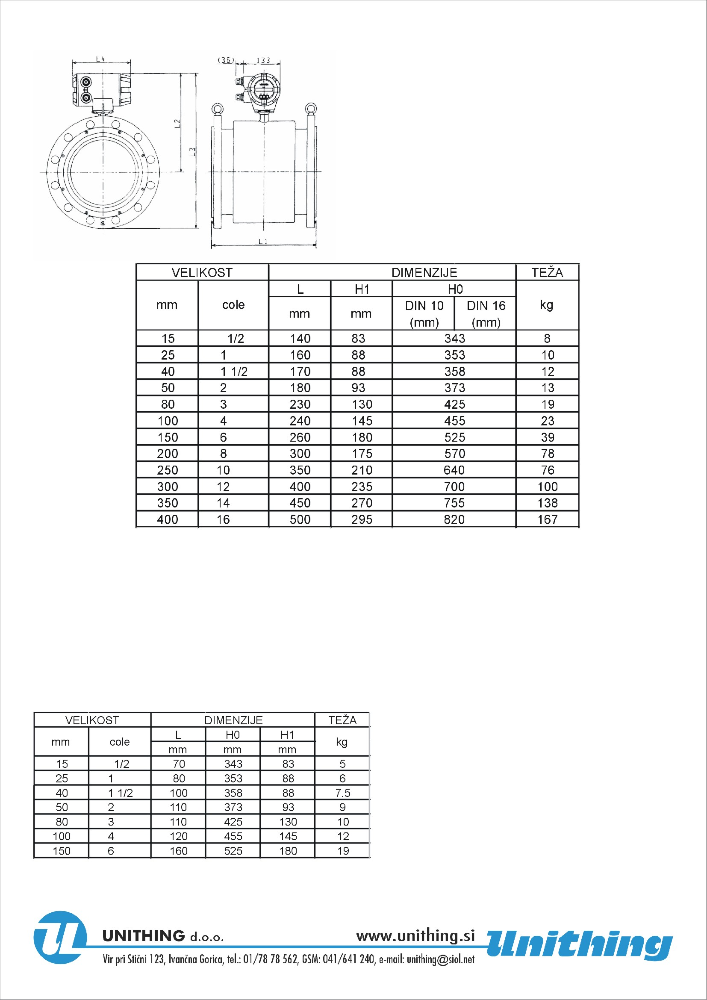 L4
(36) 133
L2
L3
L1
VELIKOST DIMENZIJE TEŽA
mm cole L H1 H0 kg
mm mm DIN 10 (mm) DIN 16 (mm)
15 1/2 140 83 343 8
25 1 160 88 353 10
40 1 1/2 170 88 358 12
50 2 180 93 373 13
80 3 230 130 425 19
100 4 240 145 455 23
150 6 260 180 525 39
200 8 300 175 570 78
250 10 350 210 640 76
300 12 400 235 700 100
350 14 450 270 755 138
400 16 500 295 820 167
VELIKOST DIMENZIJE TEŽA
mm cole L H0 H1 kg
mm mm mm
15 1/2 70 343 83 5
25 1 80 353 88 6
40 1 1/2 100 358 88 7.5
50 2 110 373 93 9
80 3 110 425 130 10
100 4 120 455 145 12
150 6 160 525 180 19
UNITHING d.o.o. www.unithing.si Unithing
Vir pri Stični 123, Ivančna Gorica, tel.: 01/78 78 562, GSM: 041/641 240, e-mail: unithing@siol.net